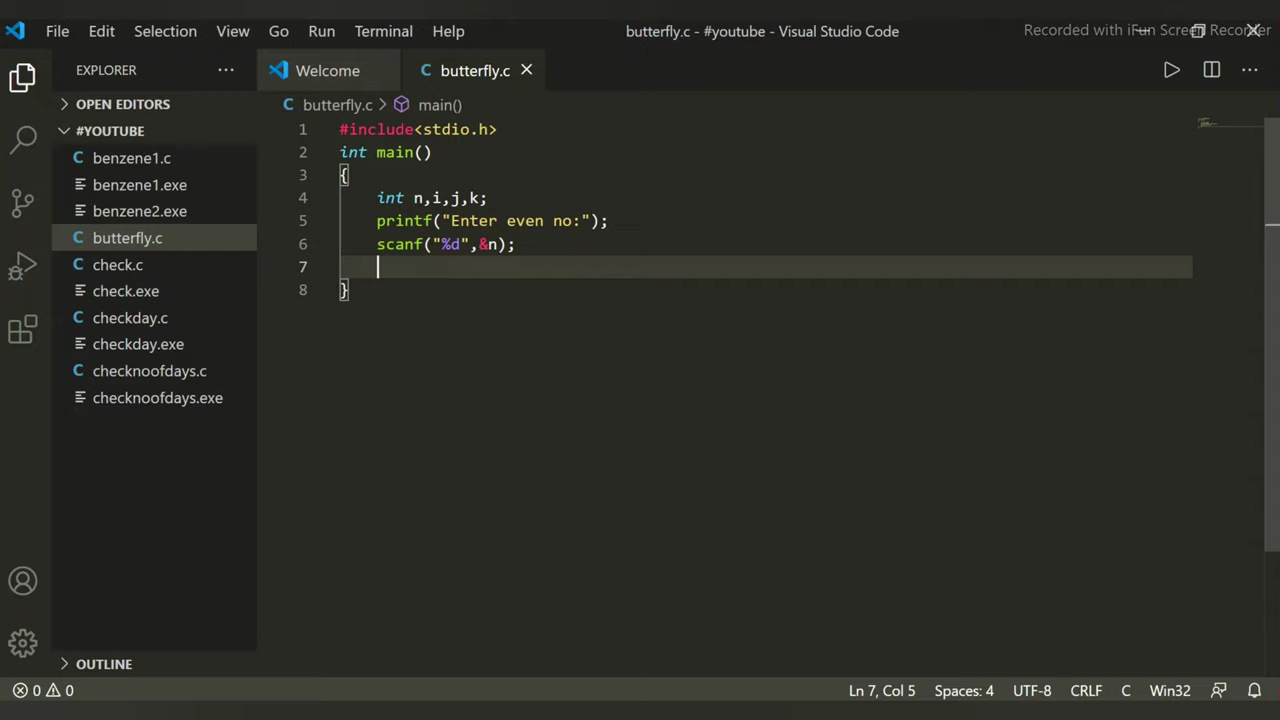 File Edit Selection View Go Run Terminal Help butterfly.c - #youtube - Visual Studio Code Recorded with iFun Screen Recorder
EXPLORER ··· Welcome C butterfly.c ···
OPEN EDITORS
C butterfly.c > main()
#YOUTUBE
C benzene1.c
benzene1.exe
benzene2.exe
C butterfly.c
C check.c
check.exe
C checkday.c
checkday.exe
C checknoofdays.c
checknoofdays.exe
OUTLINE
1 #include<stdio.h>
2 int main()
3 {
4 int n,i,j,k;
5 printf("Enter even no:");
6 scanf("%d",&n);
7
8 }
0 0 Ln 7, Col 5 Spaces: 4 UTF-8 CRLF C Win32